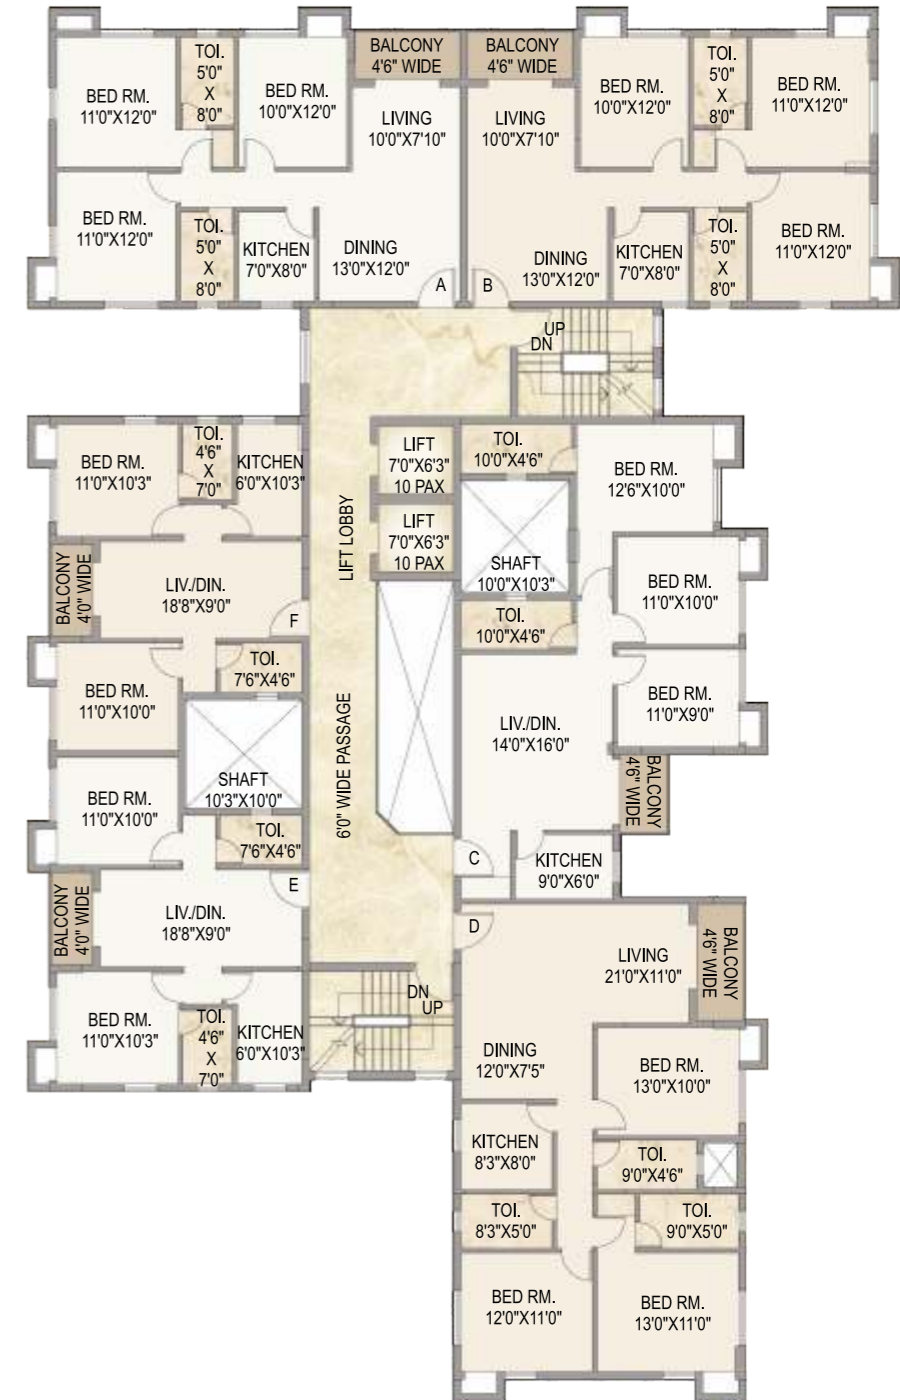 BALCONY
4'6" WIDE
BALCONY
4'6" WIDE
TOI.
5'0"
X
8'0"
BED RM.
11'0"X12'0"
BED RM.
10'0"X12'0"
LIVING
10'0"X7'10"
LIVING
10'0"X7'10"
BED RM.
10'0"X12'0"
TOI.
5'0"
X
8'0"
BED RM.
11'0"X12'0"
BED RM.
11'0"X12'0"
TOI.
5'0"
X
8'0"
KITCHEN
7'0"X8'0"
DINING
13'0"X12'0"
A
B
DINING
13'0"X12'0"
KITCHEN
7'0"X8'0"
TOI.
5'0"
X
8'0"
BED RM.
11'0"X12'0"
UP
DN
BED RM.
11'0"X10'3"
TOI.
4'6"
X
7'0"
KITCHEN
6'0"X10'3"
LIFT
7'0"X6'3"
10 PAX
LIFT
7'0"X6'3"
10 PAX
LIFT LOBBY
TOI.
10'0"X4'6"
BED RM.
12'6"X10'0"
SHAFT
10'0"X10'3"
BED RM.
11'0"X10'0"
TOI.
10'0"X4'6"
BALCONY
4'0" WIDE
LIV./DIN.
18'8"X9'0"
F
BED RM.
11'0"X10'0"
TOI.
7'6"X4'6"
BED RM.
11'0"X9'0"
LIV./DIN.
14'0"X16'0"
SHAFT
10'3"X10'0"
6'0" WIDE PASSAGE
BALCONY
4'6" WIDE
BED RM.
11'0"X10'0"
TOI.
7'6"X4'6"
C
KITCHEN
9'0"X6'0"
E
BALCONY
4'0" WIDE
LIV./DIN.
18'8"X9'0"
D
LIVING
21'0"X11'0"
BALCONY
4'6" WIDE
BED RM.
11'0"X10'3"
TOI.
4'6"
X
7'0"
KITCHEN
6'0"X10'3"
DN
UP
DINING
12'0"X7'5"
BED RM.
13'0"X10'0"
KITCHEN
8'3"X8'0"
TOI.
9'0"X4'6"
TOI.
8'3"X5'0"
TOI.
9'0"X5'0"
BED RM.
12'0"X11'0"
BED RM.
13'0"X11'0"